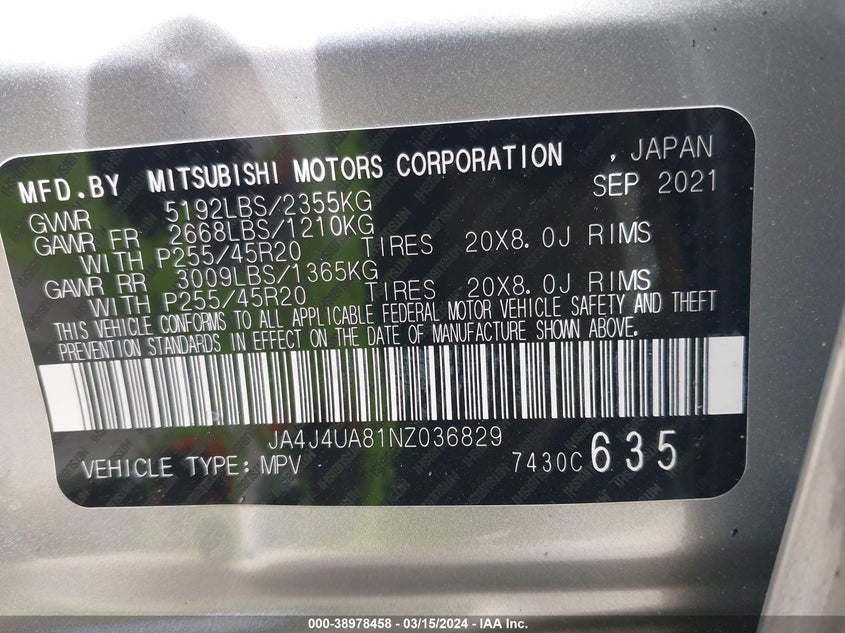 MFD.BY MITSUBISHI MOTORS CORPORATION , JAPAN
SEP 2021
GVWR 5192LBS/2355KG
GAWR FR 2668LBS/1210KG
WITH P255/45R20 TIRES 20X8.0J RIMS
GAWR RR 3009LBS/1365KG
WITH P255/45R20 TIRES 20X8.0J RIMS
THIS VEHICLE CONFORMS TO ALL APPLICABLE FEDERAL MOTOR VEHICLE SAFETY AND THEFT
PREVENTION STANDARDS IN EFFECT ON THE DATE OF MANUFACTURE SHOWN ABOVE.
JA4J4UA81NZ036829
VEHICLE TYPE: MPV 7430C 635
000-38978458 - 03/15/2024 - IAA Inc.